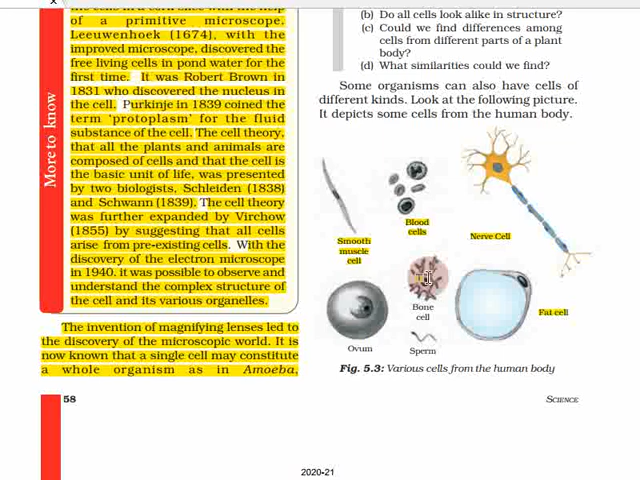 of a primitive microscope.
Leeuwenhoek (1674), with the
improved microscope, discovered the
free living cells in pond water for the
first time. It was Robert Brown in
1831 who discovered the nucleus in
the cell. Purkinje in 1839 coined the
term ‘protoplasm’ for the fluid
substance of the cell. The cell theory,
that all the plants and animals are
composed of cells and that the cell is
the basic unit of life, was presented
by two biologists, Schleiden (1838)
and Schwann (1839). The cell theory
was further expanded by Virchow
(1855) by suggesting that all cells
arise from pre-existing cells. With the
discovery of the electron microscope
in 1940, it was possible to observe and
understand the complex structure of
the cell and its various organelles.
More to know
The invention of magnifying lenses led to
the discovery of the microscopic world. It is
now known that a single cell may constitute
a whole organism as in Amoeba,
(b) Do all cells look alike in structure?
(c) Could we find differences among
cells from different parts of a plant
body?
(d) What similarities could we find?
Some organisms can also have cells of
different kinds. Look at the following picture.
It depicts some cells from the human body.
Smooth
muscle
cell
Blood
cells
Nerve Cell
Bone
cell
Fat cell
Ovum
Sperm
Fig. 5.3: Various cells from the human body
58
SCIENCE
2020-21